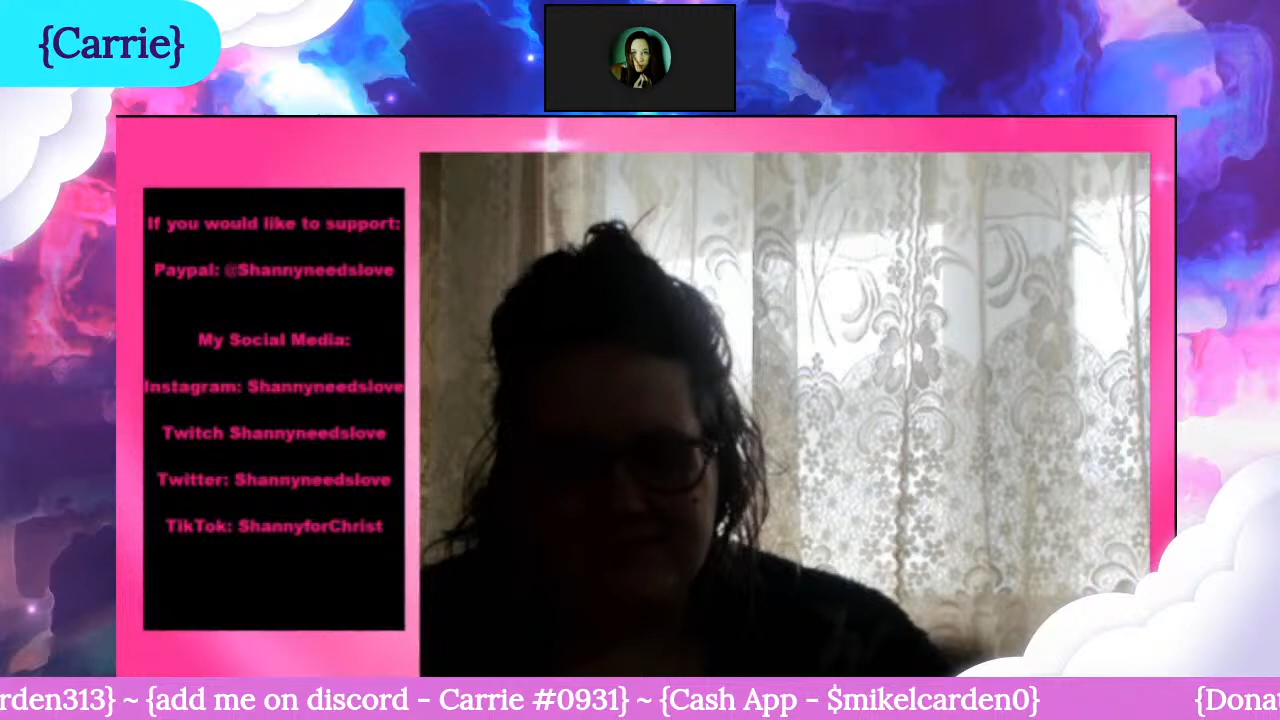 {Carrie}
If you would like to support:
Paypal: @Shannyneedslove
My Social Media:
Instagram: Shannyneedslove
Twitch Shannyneedslove
Twitter: Shannyneedslove
TikTok: ShannyforChrist
rden313} ~ {add me on discord - Carrie #0931} ~ {Cash App - $mikelcarden0} {Dona